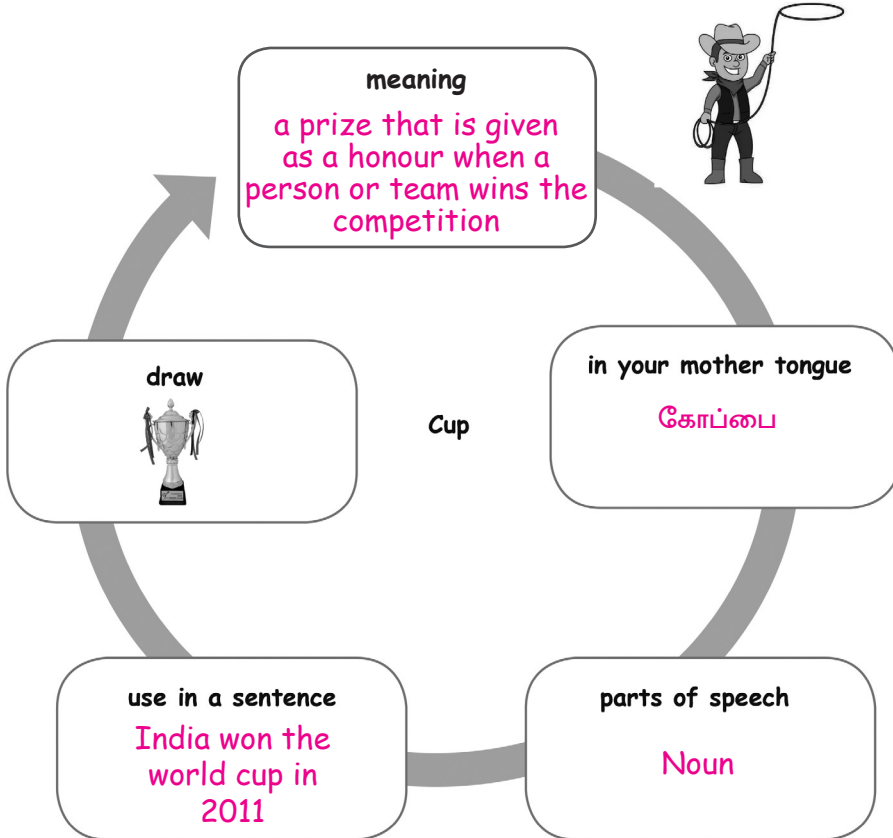 meaning
a prize that is given
as a honour when a
person or team wins the
competition
in your mother tongue
கோப்பை
parts of speech
Noun
use in a sentence
India won the
world cup in
2011
draw
Cup